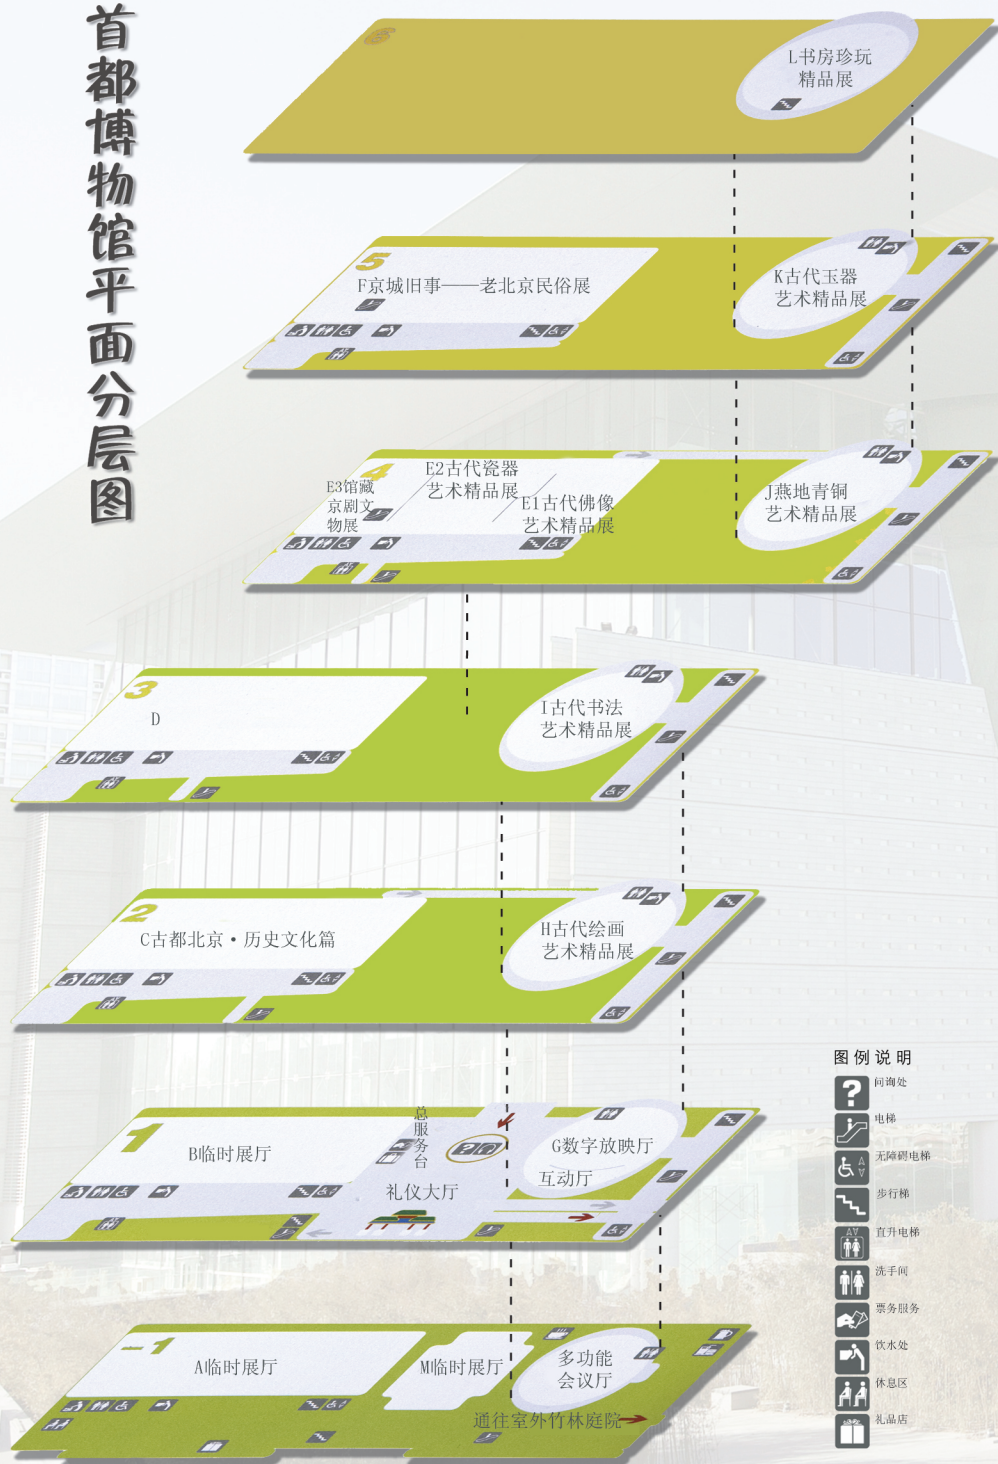 首都博物馆平面分层图
6
L书房珍玩
精品展
5
F京城旧事——老北京民俗展
K古代玉器
艺术精品展
4
E3馆藏
京剧文
物展
E2古代瓷器
艺术精品展
E1古代佛像
艺术精品展
J燕地青铜
艺术精品展
3
D
I古代书法
艺术精品展
2
C古都北京·历史文化篇
H古代绘画
艺术精品展
1
B临时展厅
总服务台
礼仪大厅
G数字放映厅
互动厅
-1
A临时展厅
M临时展厅
多功能
会议厅
通往室外竹林庭院
图例说明
?
问询处
电梯
无障碍电梯
步行梯
直升电梯
洗手间
票务服务
饮水处
休息区
礼品店